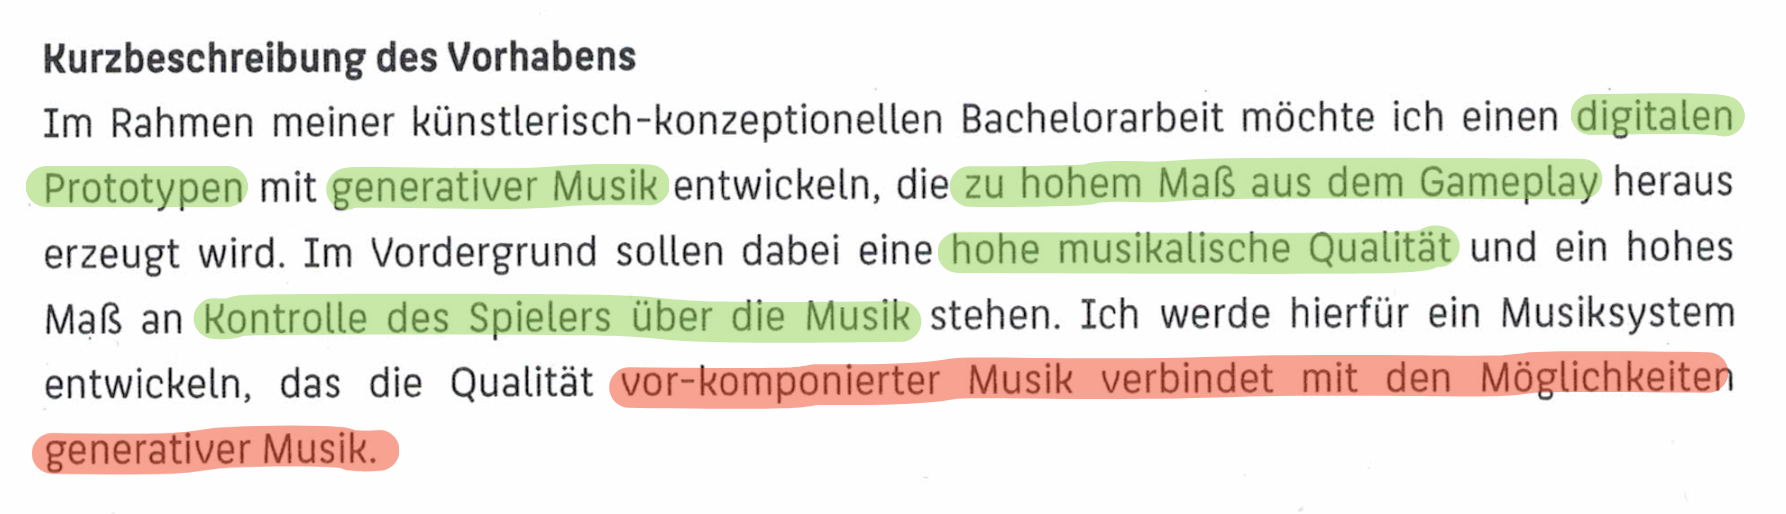 Kurzbeschreibung des Vorhabens
Im Rahmen meiner künstlerisch-konzeptionellen Bachelorarbeit möchte ich einen digitalen
Prototypen mit generativer Musik entwickeln, die zu hohem Maß aus dem Gameplay heraus
erzeugt wird. Im Vordergrund sollen dabei eine hohe musikalische Qualität und ein hohes
Maß an Kontrolle des Spielers über die Musik stehen. Ich werde hierfür ein Musiksystem
entwickeln, das die Qualität vor-komponierter Musik verbindet mit den Möglichkeiten
generativer Musik.